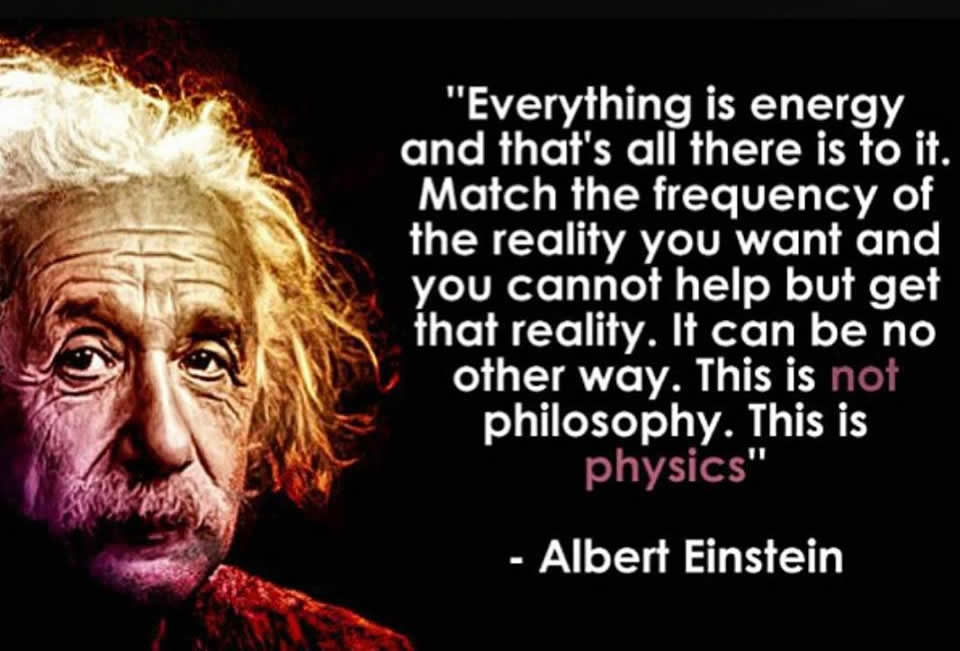 "Everything is energy
and that's all there is to it.
Match the frequency of
the reality you want and
you cannot help but get
that reality. It can be no
other way. This is not
philosophy. This is
physics"
- Albert Einstein